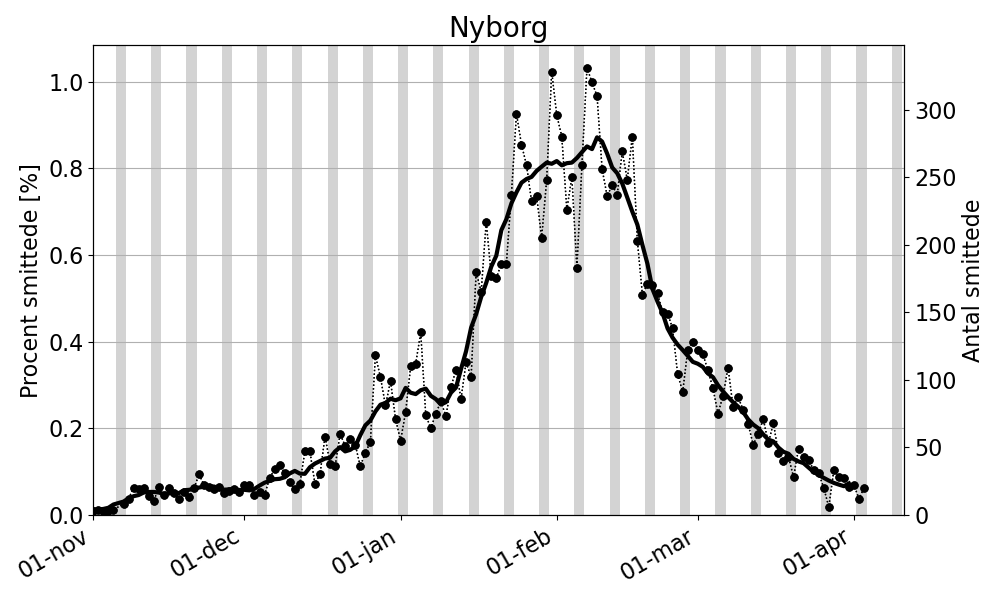 Nyborg
Procent smittede [%]
1.0
0.8
0.6
0.4
0.2
0.0
300
250
200
150
100
50
0
Antal smittede
01-nov
01-dec
01-jan
01-feb
01-mar
01-apr